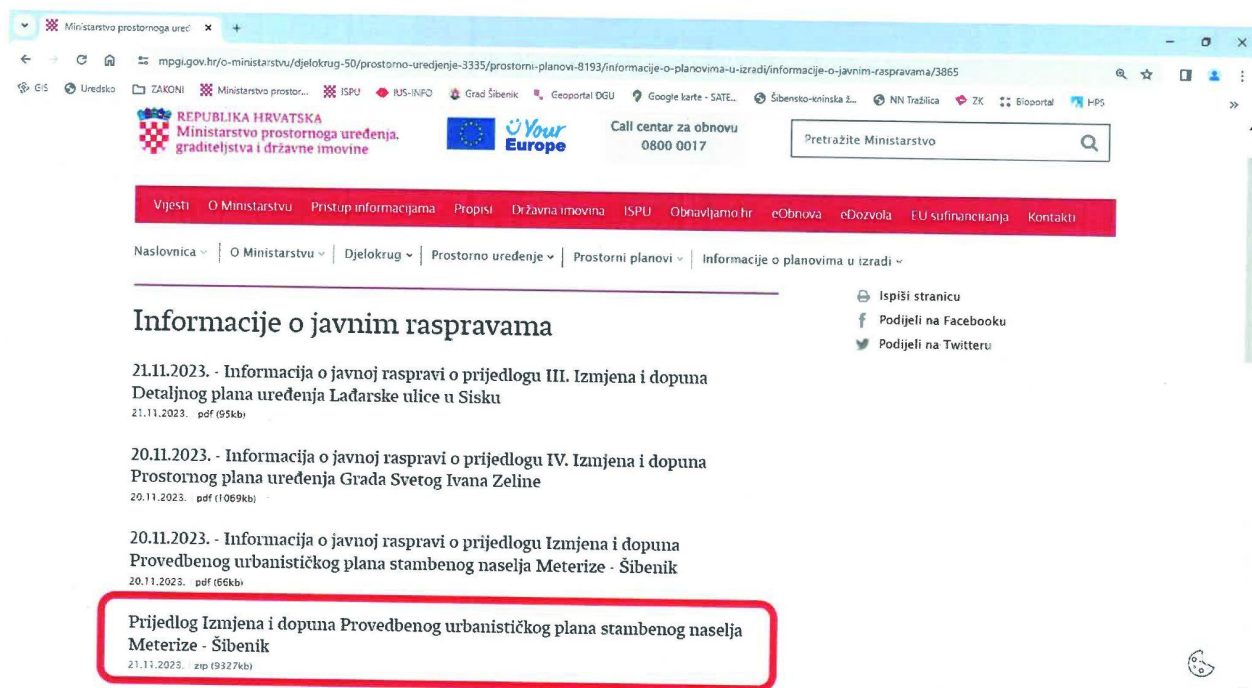 Ministarstvo prostornoga uređ
mpgi.gov.hr/o-ministarstvu/djelokrug-50/prostorno-uredjenje-3335/prostorni-planovi-8193/informacije-o-planovima-u-izradi/informacije-o-javnim-raspravama/3865
GIS Uredsko ZAKONI Ministarstvo prostor... ISPU IUS-INFO Grad Šibenik Geoportal DGU Google karte - SATE... Šibensko-kninska ž... NN Tražilica ZK Bioportal HPS
REPUBLIKA HRVATSKA
Ministarstvo prostornoga uređenja,
graditeljstva i državne imovine
Your
Europe
Call centar za obnovu
0800 0017
Pretražite Ministarstvo
Vijesti O Ministarstvu Pristup informacijama Propisi Državna imovina ISPU Obnavljamo.hr eObnova eDozvola EU sufinanciranja Kontakti
Naslovnica O Ministarstvu Djelokrug Prostorno uređenje Prostorni planovi Informacije o planovima u izradi
Ispiši stranicu
Podijeli na Facebooku
Podijeli na Twitteru
Informacije o javnim raspravama
21.11.2023. - Informacija o javnoj raspravi o prijedlogu III. Izmjena i dopuna
Detaljnog plana uređenja Lađarske ulice u Sisku
21.11.2023. pdf (95kb)
20.11.2023. - Informacija o javnoj raspravi o prijedlogu IV. Izmjena i dopuna
Prostornog plana uređenja Grada Svetog Ivana Zeline
20.11.2023. pdf (1069kb)
20.11.2023. - Informacija o javnoj raspravi o prijedlogu Izmjena i dopuna
Provedbenog urbanističkog plana stambenog naselja Meterize - Šibenik
20.11.2023. pdf (66kb)
Prijedlog Izmjena i dopuna Provedbenog urbanističkog plana stambenog naselja
Meterize - Šibenik
21.11.2023. zip (9327kb)